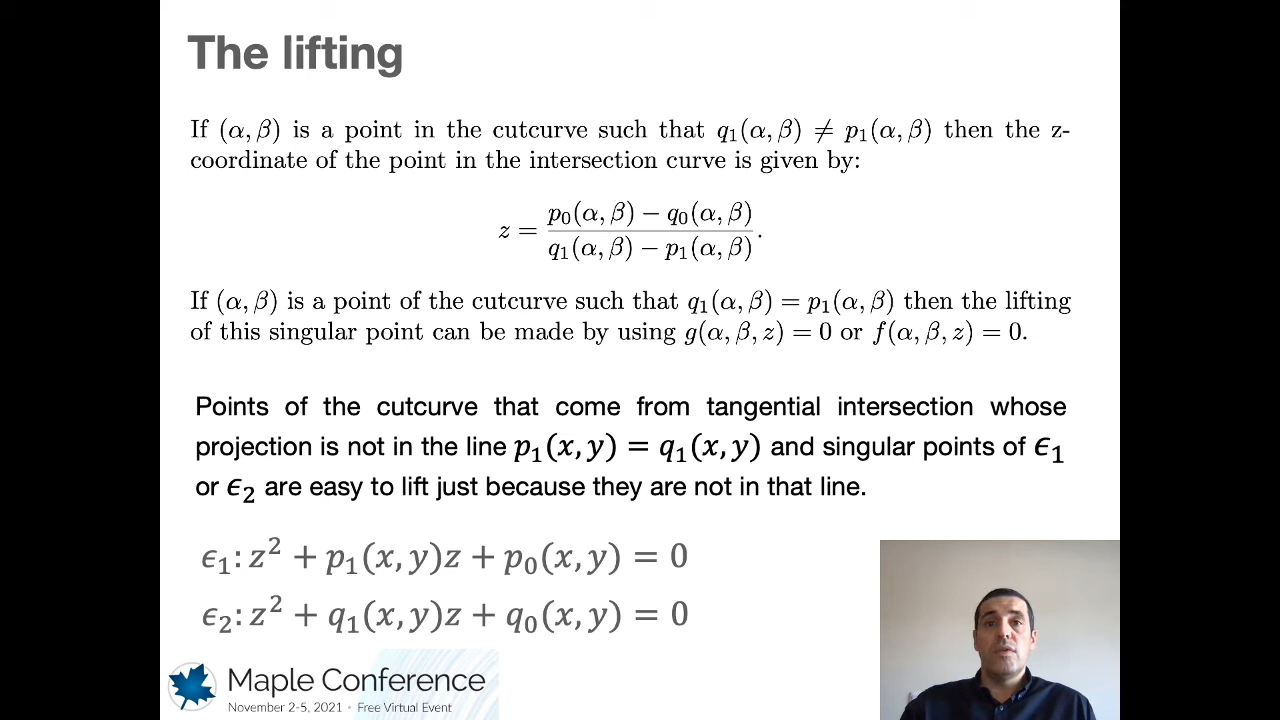 The lifting
If (α, β) is a point in the cutcurve such that q₁(α, β) ≠ p₁(α, β) then the z-
coordinate of the point in the intersection curve is given by:
z = (p₀(α, β) − q₀(α, β)) / (q₁(α, β) − p₁(α, β)).
If (α, β) is a point of the cutcurve such that q₁(α, β) = p₁(α, β) then the lifting
of this singular point can be made by using g(α, β, z) = 0 or f(α, β, z) = 0.
Points of the cutcurve that come from tangential intersection whose
projection is not in the line p₁(x, y) = q₁(x, y) and singular points of ϵ₁
or ϵ₂ are easy to lift just because they are not in that line.
ϵ₁: z² + p₁(x, y)z + p₀(x, y) = 0
ϵ₂: z² + q₁(x, y)z + q₀(x, y) = 0
Maple Conference
November 2-5, 2021 • Free Virtual Event